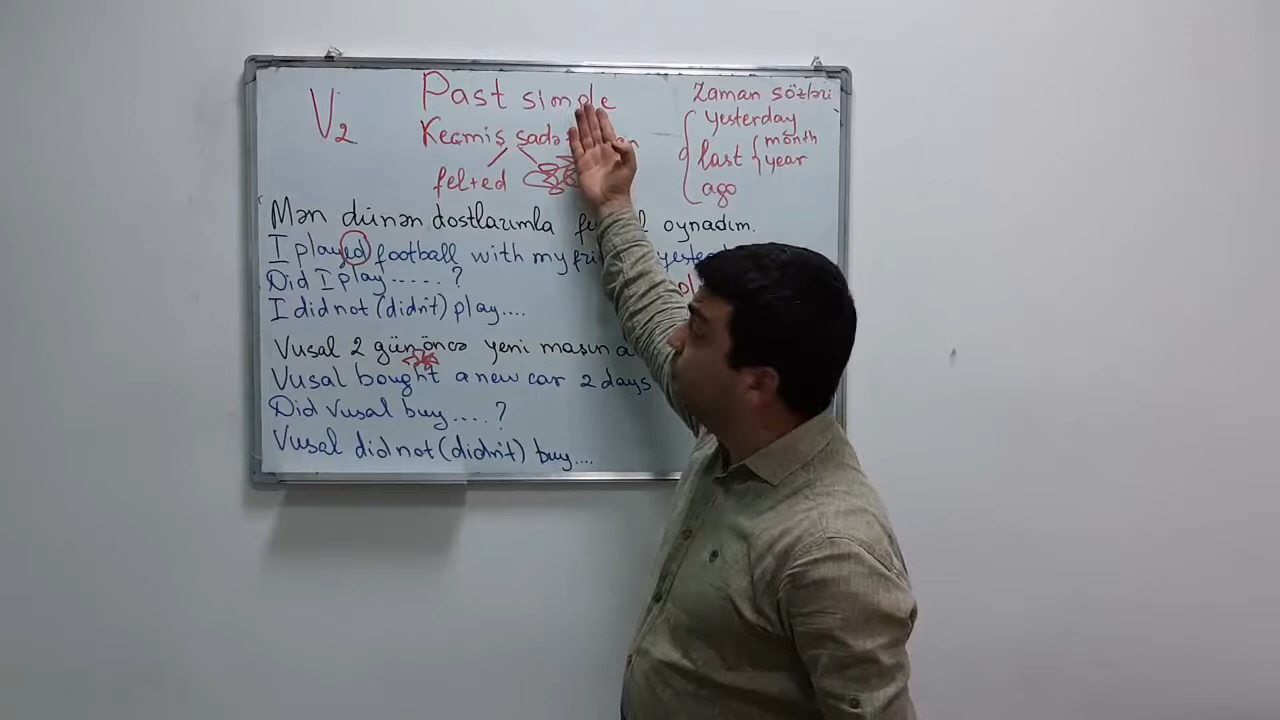 V2
Past simple
Keçmiş sadə
fel+ed
Zaman sözləri
yesterday
last { month
year
ago
Mən dünən dostlarımla oynadım.
I played football with my
Did I play......?
I did not (didn't) play....
Vusal 2 gün öncə yeni maşın
Vusal bought a new car 2 days
Did Vusal buy....?
Vusal did not (didn't) buy....